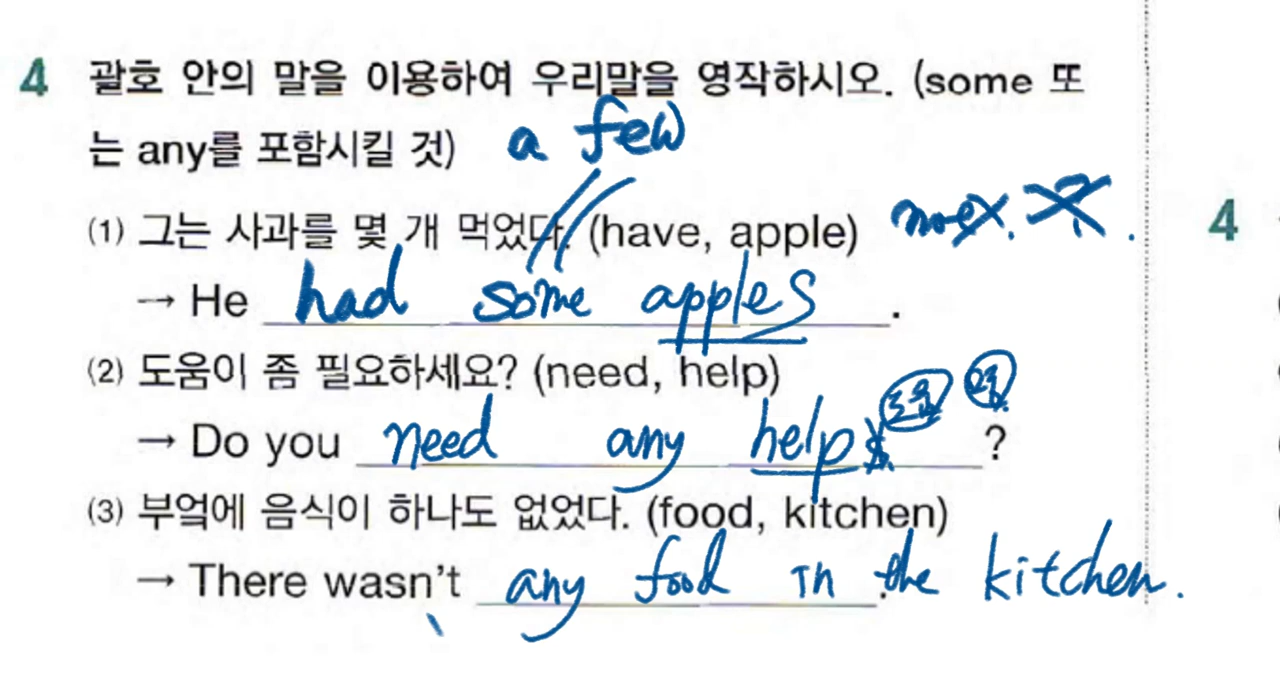 4 괄호 안의 말을 이용하여 우리말을 영작하시오. (some 또
는 any를 포함시킬 것) a few
(1) 그는 사과를 몇 개 먹었다. (have, apple)
→ He had some apples.
(2) 도움이 좀 필요하세요? (need, help)
→ Do you need any help?
(3) 부엌에 음식이 하나도 없었다. (food, kitchen)
→ There wasn't any food in the kitchen.
4